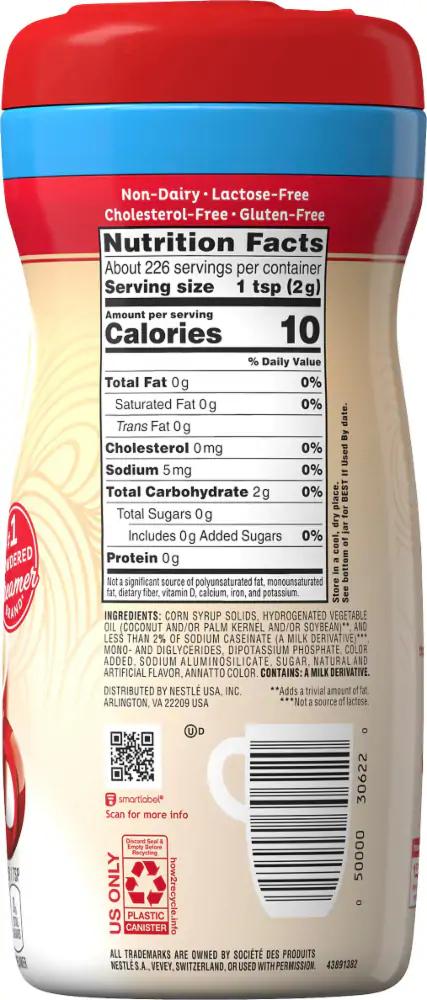 Non-Dairy • Lactose-Free
Cholesterol-Free • Gluten-Free
Nutrition Facts
About 226 servings per container
Serving size 1 tsp (2g)
Amount per serving
Calories 10
% Daily Value
Total Fat 0g 0%
Saturated Fat 0g 0%
Trans Fat 0g
Cholesterol 0mg 0%
Sodium 5mg 0%
Total Carbohydrate 2g 0%
Total Sugars 0g
Includes 0g Added Sugars 0%
Protein 0g
Not a significant source of polyunsaturated fat, monounsaturated
fat, dietary fiber, vitamin D, calcium, iron, and potassium.
Store in a cool, dry place.
See bottom of jar for BEST If Used By date.
#1
BRAND
INGREDIENTS: CORN SYRUP SOLIDS, HYDROGENATED VEGETABLE
OIL (COCONUT AND/OR PALM KERNEL AND/OR SOYBEAN)**, AND
LESS THAN 2% OF SODIUM CASEINATE (A MILK DERIVATIVE)***,
MONO- AND DIGLYCERIDES, DIPOTASSIUM PHOSPHATE, COLOR
ADDED, SODIUM ALUMINOSILICATE, SUGAR, NATURAL AND
ARTIFICIAL FLAVOR, ANNATTO COLOR. CONTAINS: A MILK DERIVATIVE.
DISTRIBUTED BY NESTLÉ USA, INC.
ARLINGTON, VA 22209 USA
**Adds a trivial amount of fat.
***Not a source of lactose.
U D
smartlabel®
Scan for more info
0 50000 30622 0
US ONLY
Discard Seal &
Empty Before
Recycling
PLASTIC
CANISTER
how2recycle.info
ALL TRADEMARKS ARE OWNED BY SOCIÉTÉ DES PRODUITS
NESTLÉ S.A., VEVEY, SWITZERLAND, OR USED WITH PERMISSION. 43891382